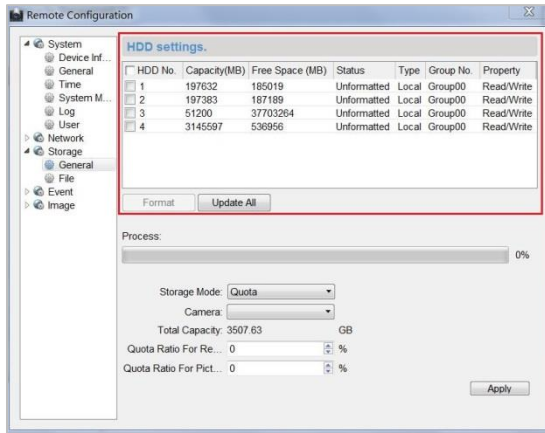 Remote Configuration
System
Device Inf...
General
Time
System M...
Log
User
Network
Storage
General
File
Event
Image
HDD settings.
HDD No. Capacity(MB) Free Space (MB) Status Type Group No. Property
1 197632 185019 Unformatted Local Group00 Read/Write
2 197383 187189 Unformatted Local Group00 Read/Write
3 51200 37703264 Unformatted Local Group00 Read/Write
4 3145597 536956 Unformatted Local Group00 Read/Write
Format Update All
Process:
0%
Storage Mode: Quota
Camera:
Total Capacity: 3507.63 GB
Quota Ratio For Re... 0 %
Quota Ratio For Pict... 0 %
Apply